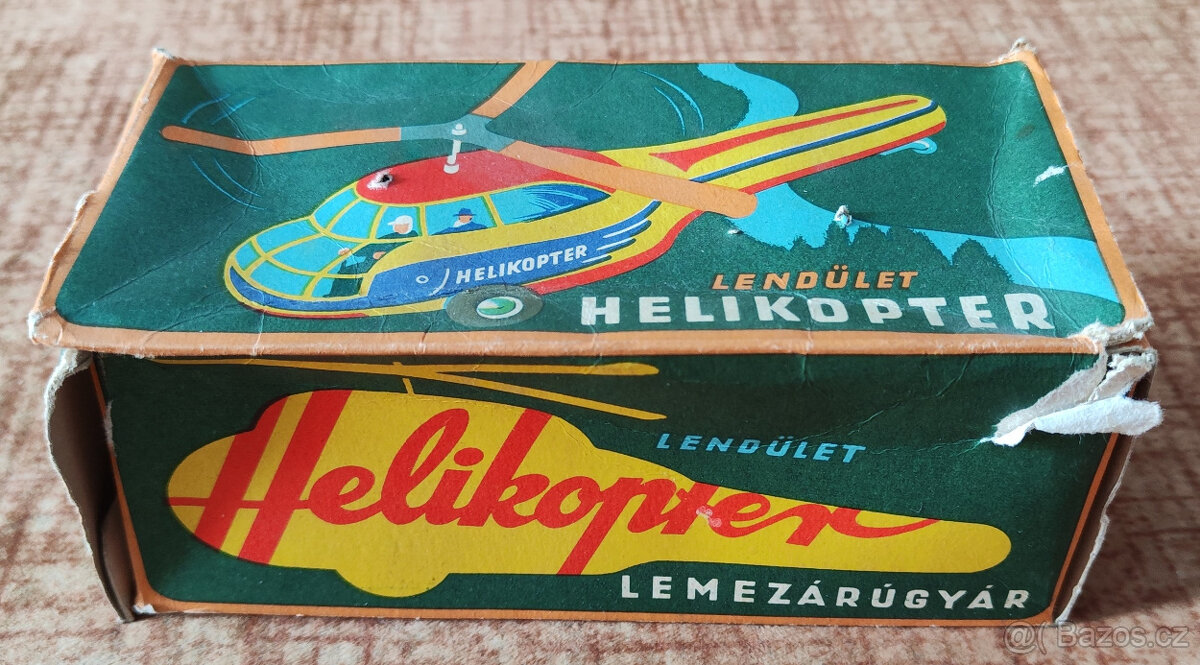 HELIKOPTER
LENDÜLET
HELIKOPTER
LENDÜLET
Helikopter
LEMEZÁRÚGYÁR
@( Bazos.cz